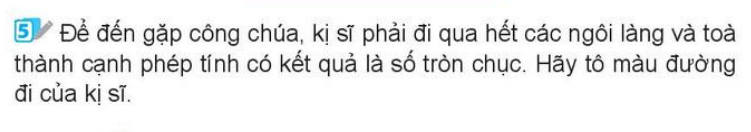 5 Để đến gặp công chúa, kị sĩ phải đi qua hết các ngôi làng và toà
thành cạnh phép tính có kết quả là số tròn chục. Hãy tô màu đường
đi của kị sĩ.